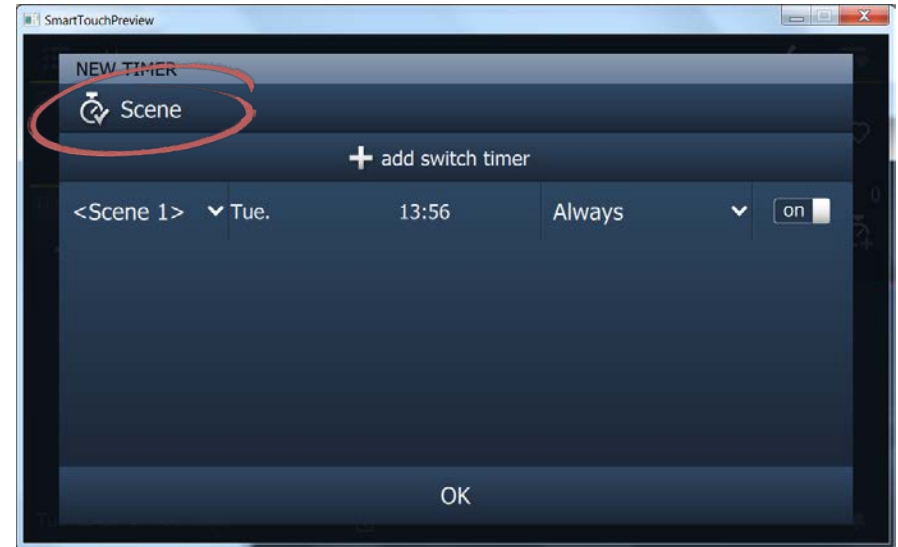 SmartTouchPreview
NEW TIMER
Scene
add switch timer
<Scene 1> Tue. 13:56 Always on
OK